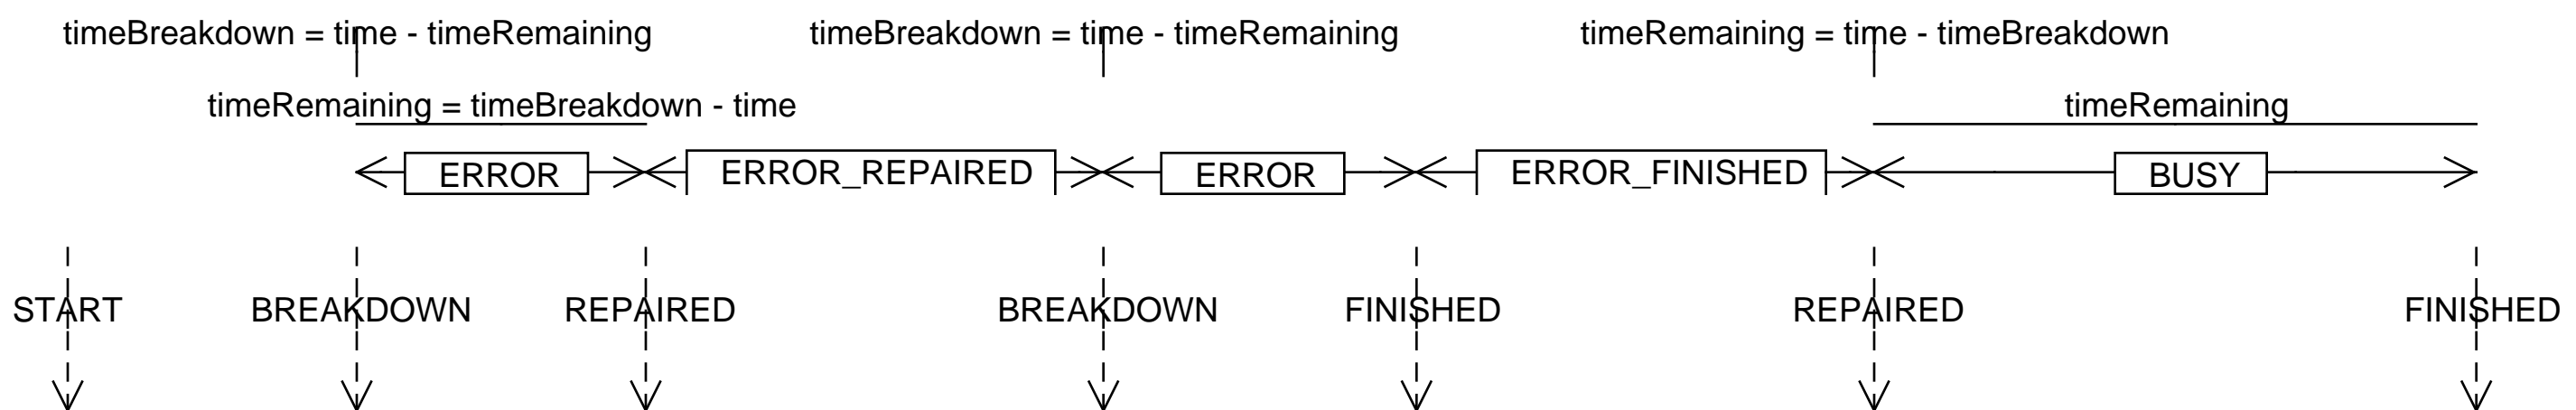 timeBreakdown = time - timeRemaining timeBreakdown = time - timeRemaining timeRemaining = time - timeBreakdown
timeRemaining = timeBreakdown - time timeRemaining
ERROR ERROR_REPAIRED ERROR ERROR_FINISHED BUSY
START BREAKDOWN REPAIRED BREAKDOWN FINISHED REPAIRED FINISHED